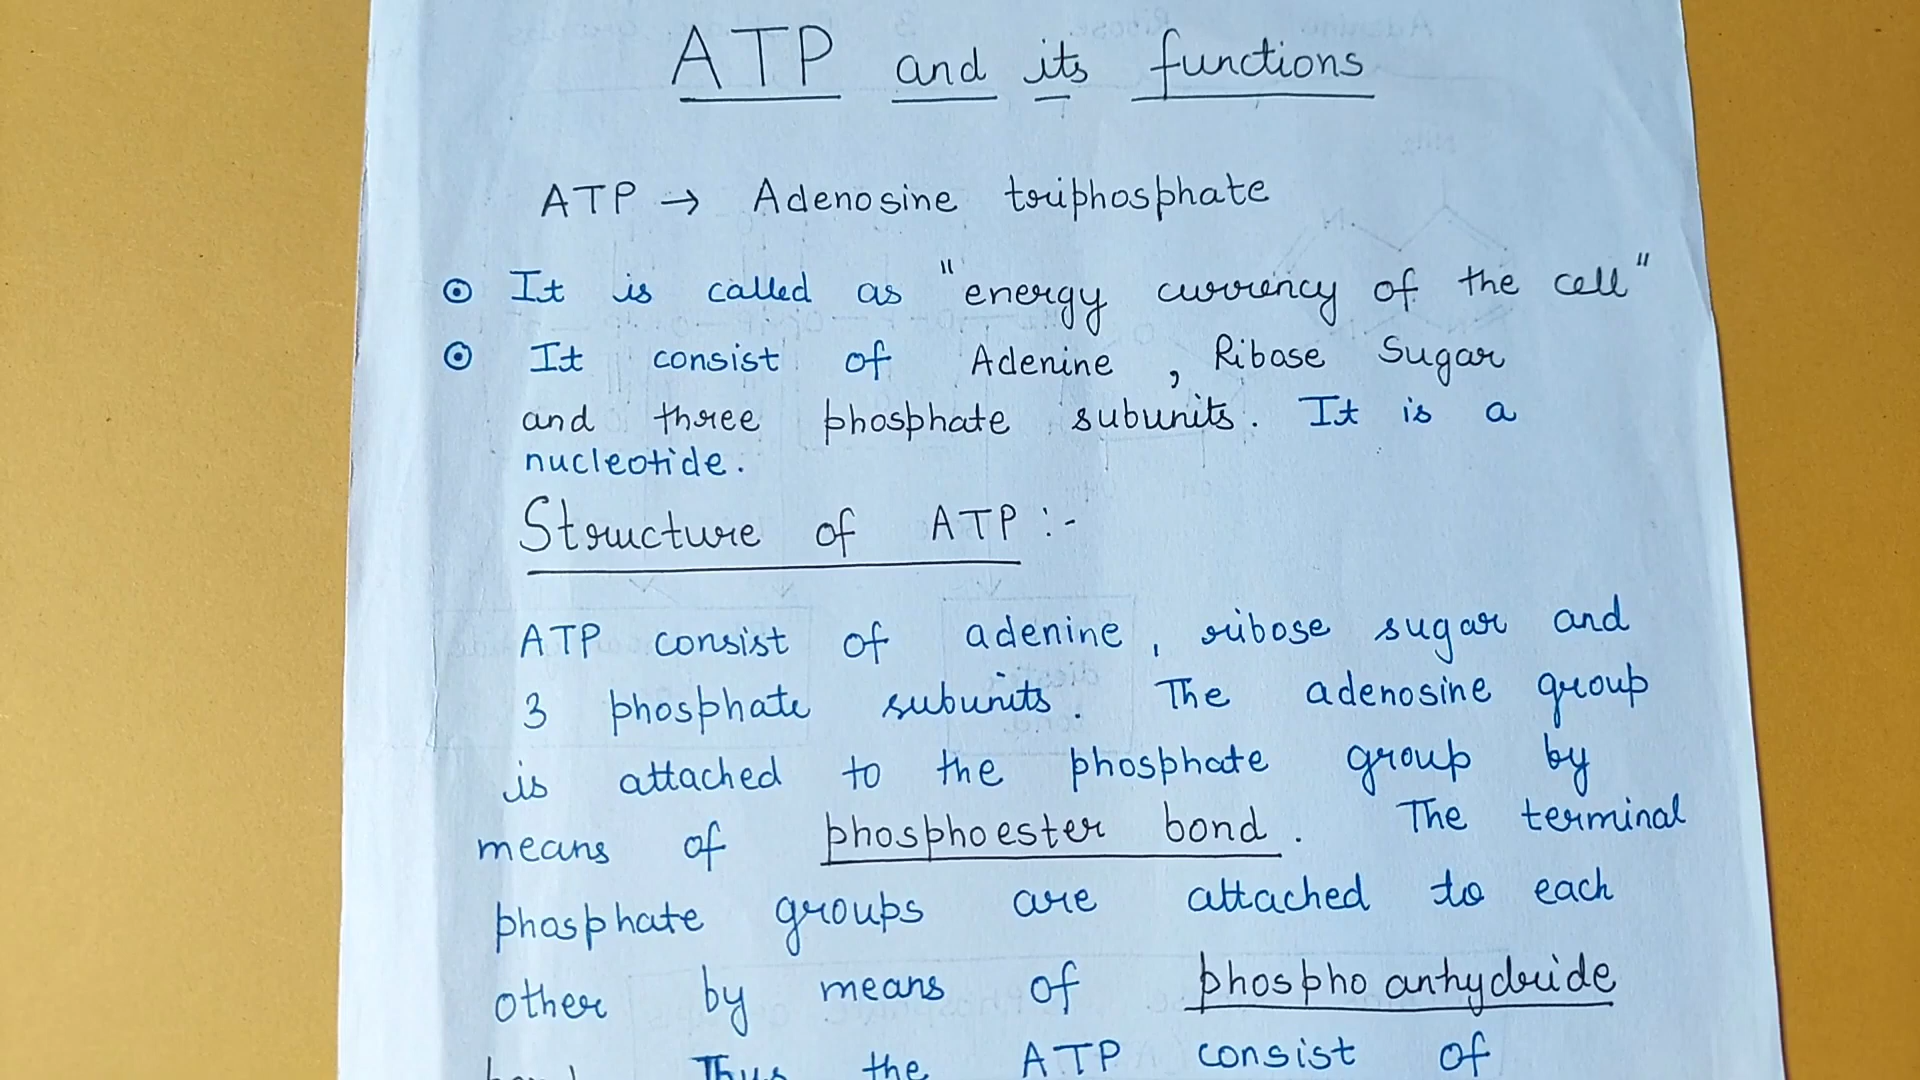 ATP and its functions
ATP → Adenosine triphosphate
⊙ It is called as "energy currency of the cell"
⊙ It consist of Adenine, Ribose Sugar
and three phosphate subunits. It is a
nucleotide.
Structure of ATP :-
ATP consist of adenine, ribose sugar and
3 phosphate subunits. The adenosine group
is attached to the phosphate group by
means of phosphoester bond. The terminal
phosphate groups are attached to each
other by means of phospho anhydride
Thus the ATP consist of